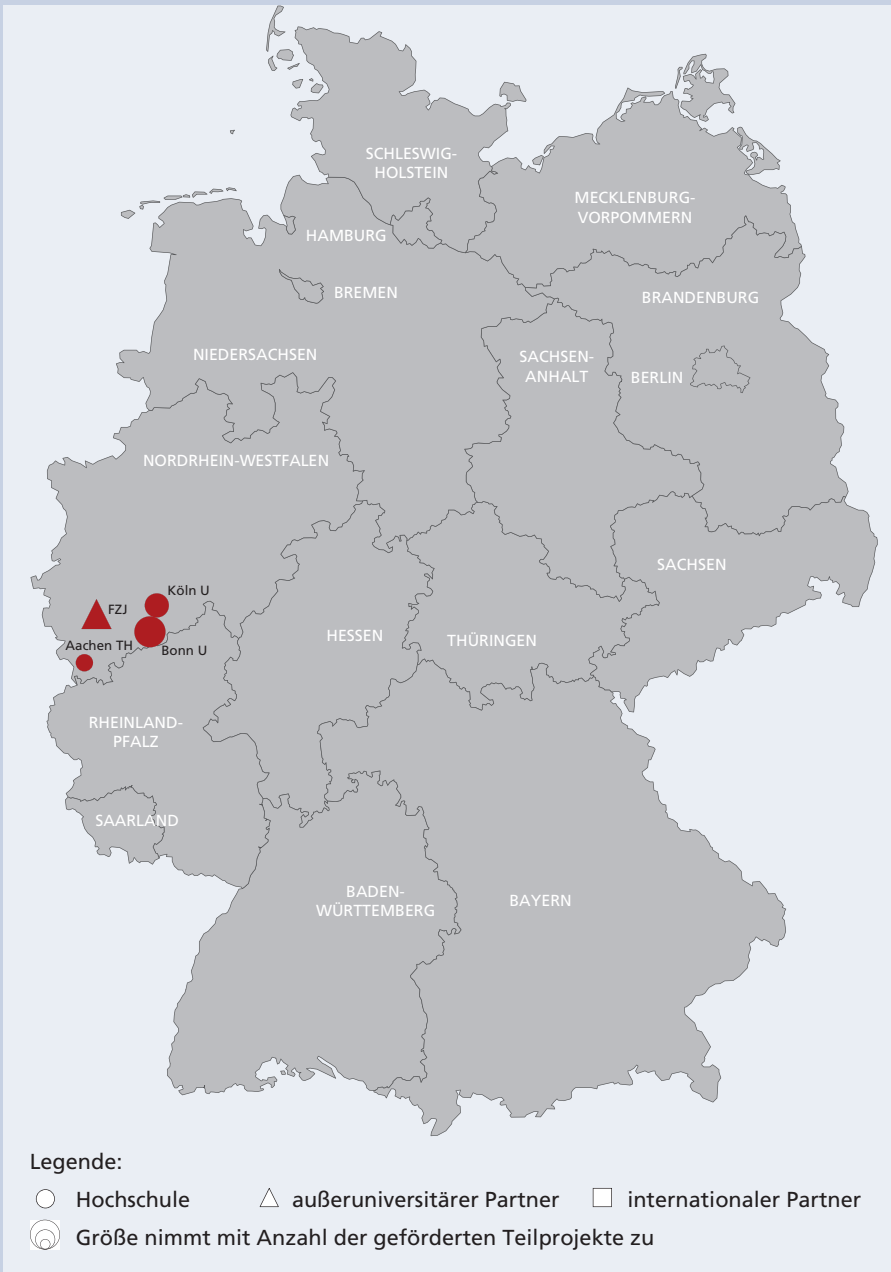 SCHLESWIG-
HOLSTEIN
MECKLENBURG-
VORPOMMERN
HAMBURG
BREMEN
BRANDENBURG
NIEDERSACHSEN
SACHSEN-
ANHALT
BERLIN
NORDRHEIN-WESTFALEN
SACHSEN
Köln U
FZJ
HESSEN
THÜRINGEN
Aachen TH
Bonn U
RHEINLAND-
PFALZ
SAARLAND
BADEN-
WÜRTTEMBERG
BAYERN
Legende:
Hochschule
außeruniversitärer Partner
internationaler Partner
Größe nimmt mit Anzahl der geförderten Teilprojekte zu